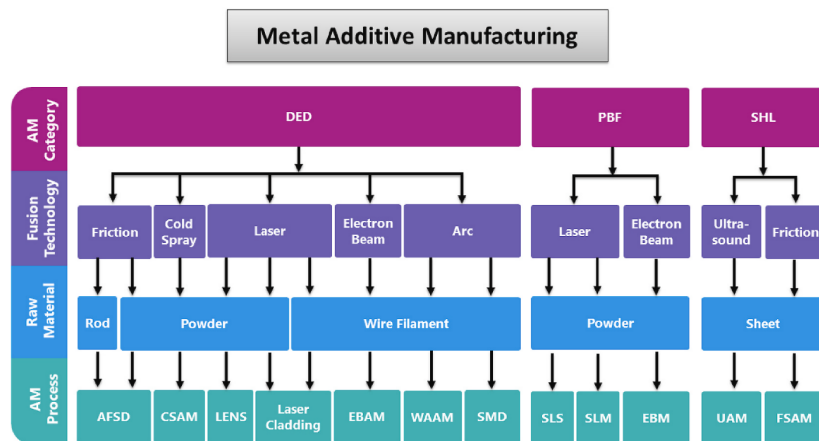 Metal Additive Manufacturing
AM
Category
DED
PBF
SHL
Fusion
Technology
Friction
Cold
Spray
Laser
Electron
Beam
Arc
Laser
Electron
Beam
Ultra-
sound
Friction
Raw
Material
Rod
Powder
Wire Filament
Powder
Sheet
AM
Process
AFSD
CSAM
LENS
Laser
Cladding
EBAM
WAAM
SMD
SLS
SLM
EBM
UAM
FSAM